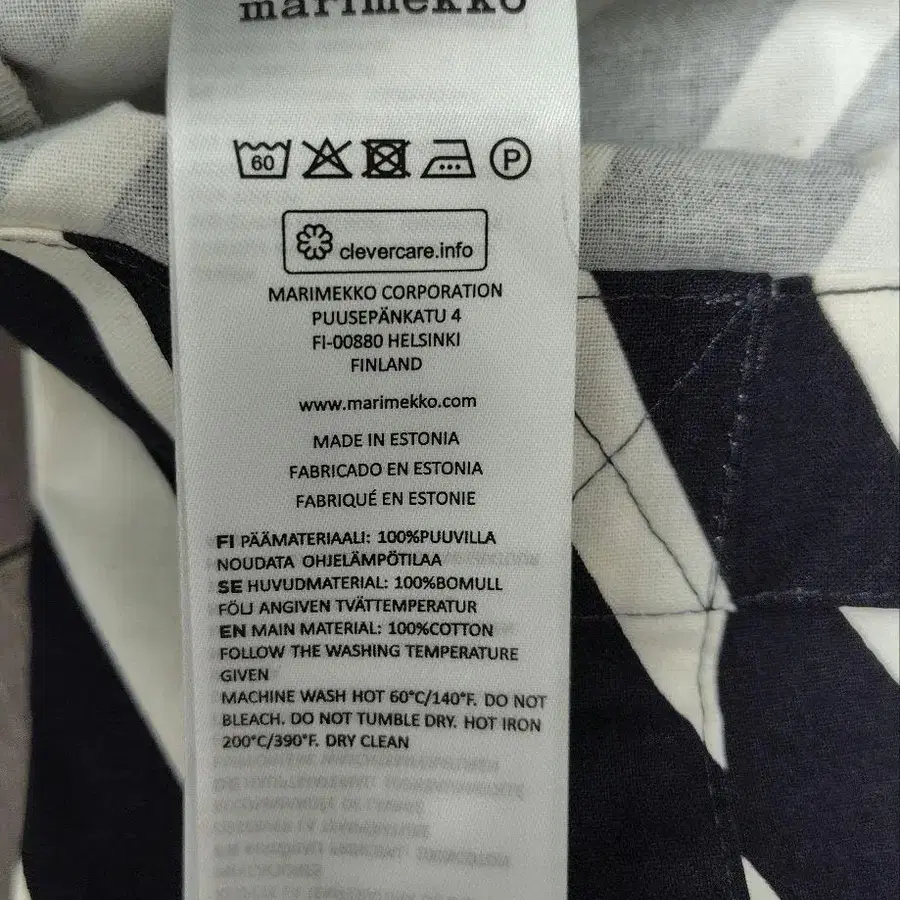 marimekko
60
P
clevercare.info
MARIMEKKO CORPORATION
PUUSEPÄNKATU 4
FI-00880 HELSINKI
FINLAND
www.marimekko.com
MADE IN ESTONIA
FABRICADO EN ESTONIA
FABRIQUÉ EN ESTONIE
FI PÄÄMATERIAALI: 100%PUUVILLA
NOUDATA OHJELÄMPÖTILAA
SE HUVUDMATERIAL: 100%BOMULL
FÖLJ ANGIVEN TVÄTTEMPERATUR
EN MAIN MATERIAL: 100%COTTON
FOLLOW THE WASHING TEMPERATURE
GIVEN
MACHINE WASH HOT 60°C/140°F. DO NOT
BLEACH. DO NOT TUMBLE DRY. HOT IRON
200°C/390°F. DRY CLEAN